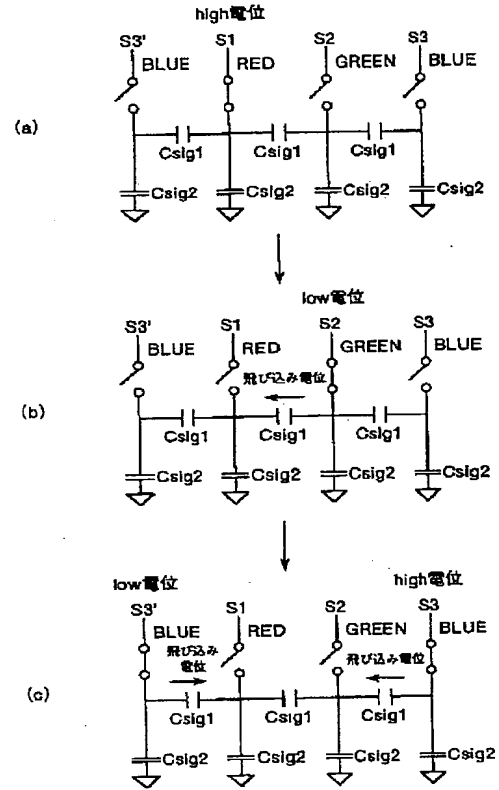 high電位
S3' S1 S2 S3
BLUE RED GREEN BLUE
(a)
Csig1 Csig1 Csig1
Csig2 Csig2 Csig2 Csig2
low電位
S3' S1 S2 S3
BLUE RED GREEN BLUE
飛び込み電位
(b)
Csig1 Csig1 Csig1
Csig2 Csig2 Csig2 Csig2
low電位 high電位
S3' S1 S2 S3
BLUE RED GREEN BLUE
飛び込み 飛び込み電位
電位
(c)
Csig1 Csig1 Csig1
Csig2 Csig2 Csig2 Csig2